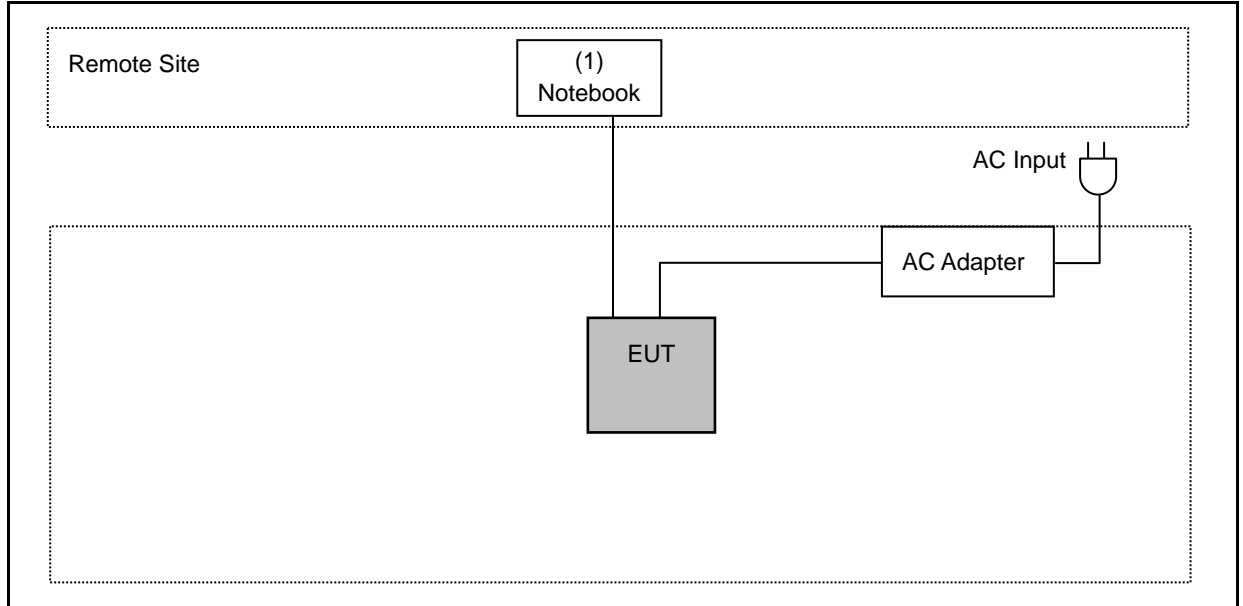 Remote Site
(1)
Notebook
AC Input
AC Adapter
EUT